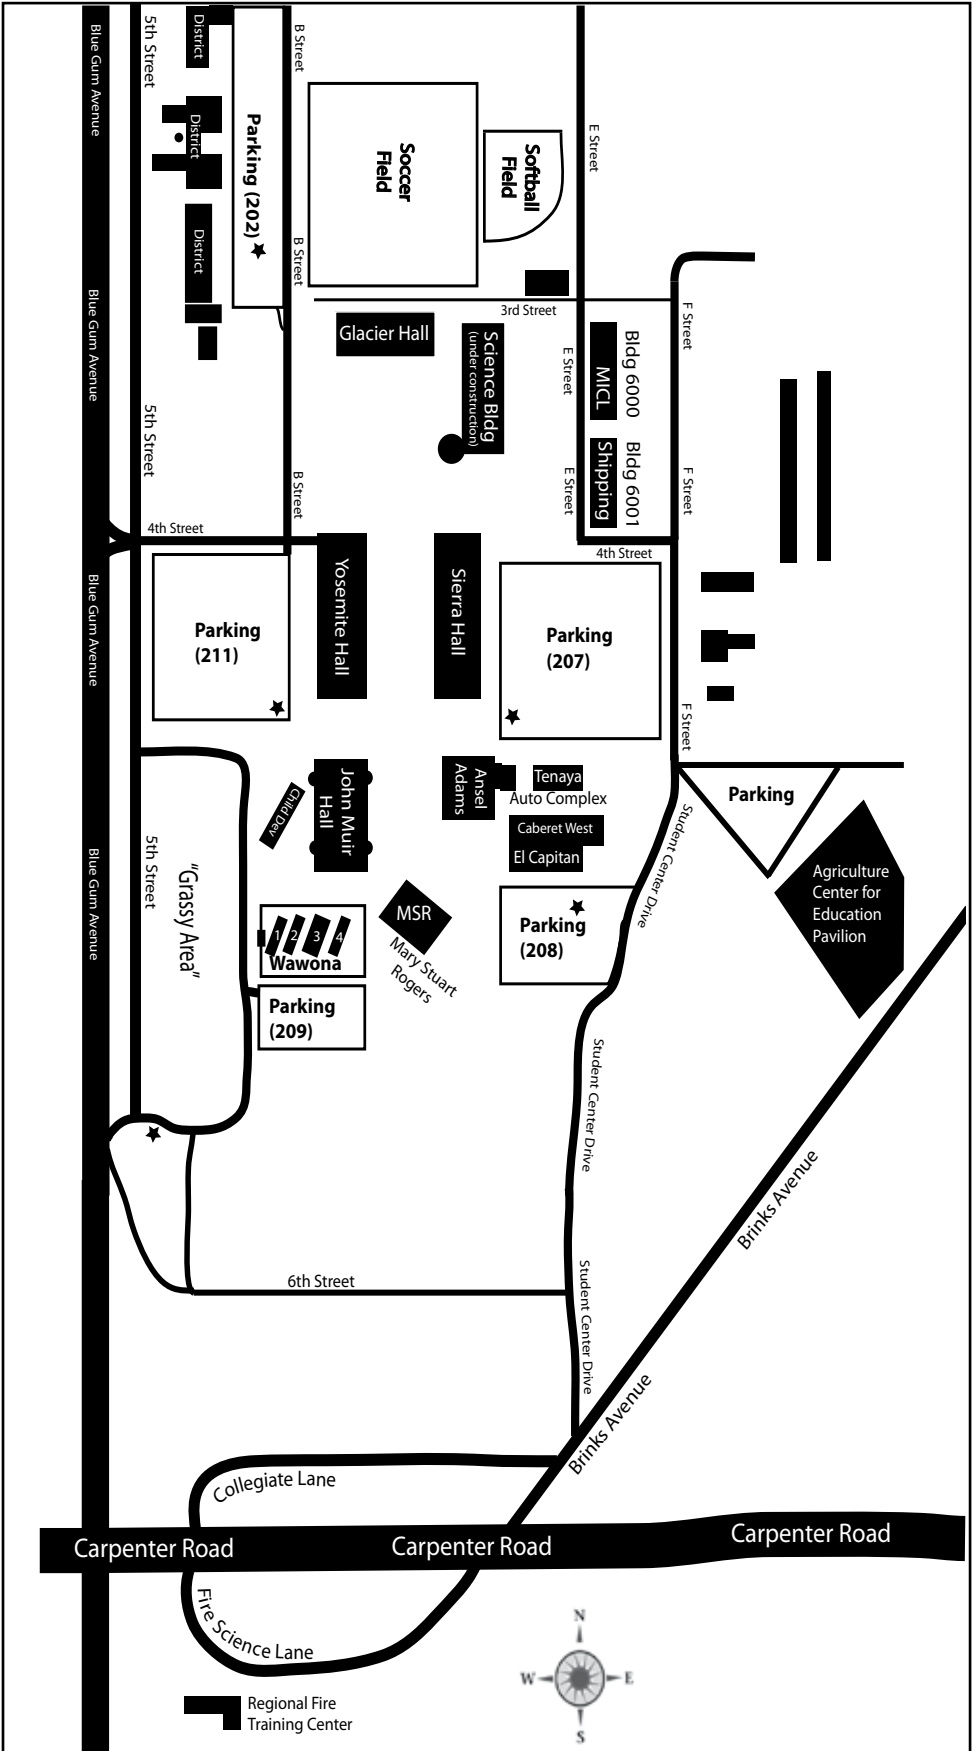 Blue Gum Avenue
5th Street
District
B Street
Parking (202)
District
Soccer
Field
Softball
Field
E Street
District
B Street
3rd Street
F Street
Blue Gum Avenue
Glacier Hall
Science Bldg
(under construction)
E Street
MICL
Bldg 6000
5th Street
B Street
E Street
Shipping
Bldg 6001
F Street
4th Street
4th Street
Blue Gum Avenue
Parking
(211)
Yosemite Hall
Sierra Hall
Parking
(207)
F Street
Child Dev
John Muir
Hall
Ansel
Adams
Tenaya
Auto Complex
Caberet West
El Capitan
Student Center Drive
Parking
Agriculture
Center for
Education
Pavilion
Blue Gum Avenue
5th Street
"Grassy Area"
1
2
3
4
Wawona
MSR
Mary Stuart
Rogers
Parking
(208)
Parking
(209)
Student Center Drive
Brinks Avenue
6th Street
Student Center Drive
Brinks Avenue
Collegiate Lane
Carpenter Road
Carpenter Road
Carpenter Road
Fire Science Lane
N
W
E
S
Regional Fire
Training Center